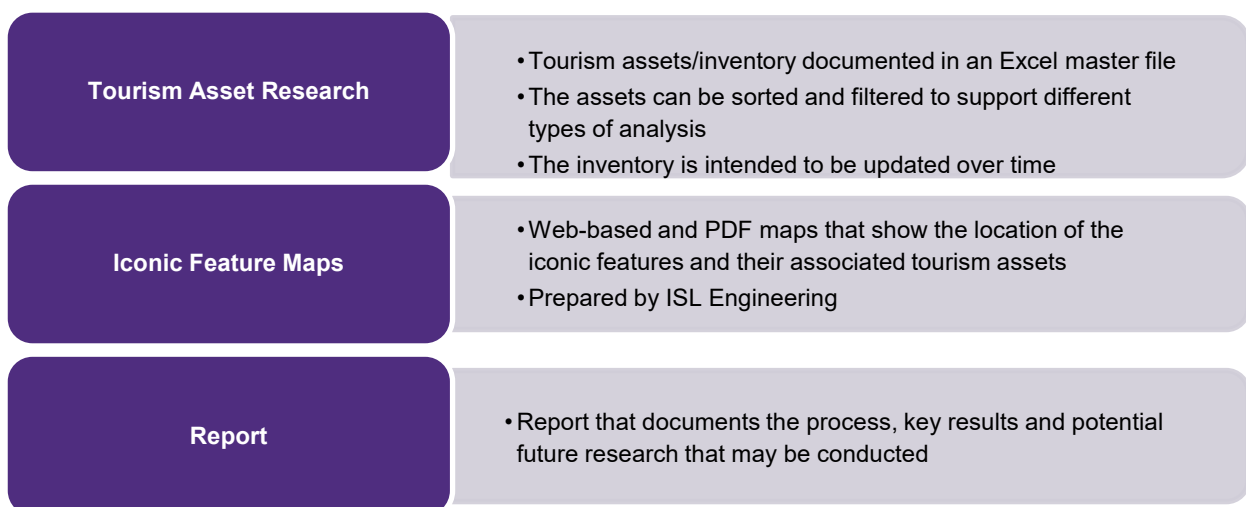 Tourism Asset Research
•Tourism assets/inventory documented in an Excel master file
•The assets can be sorted and filtered to support different
types of analysis
•The inventory is intended to be updated over time
Iconic Feature Maps
•Web-based and PDF maps that show the location of the
iconic features and their associated tourism assets
•Prepared by ISL Engineering
Report
•Report that documents the process, key results and potential
future research that may be conducted